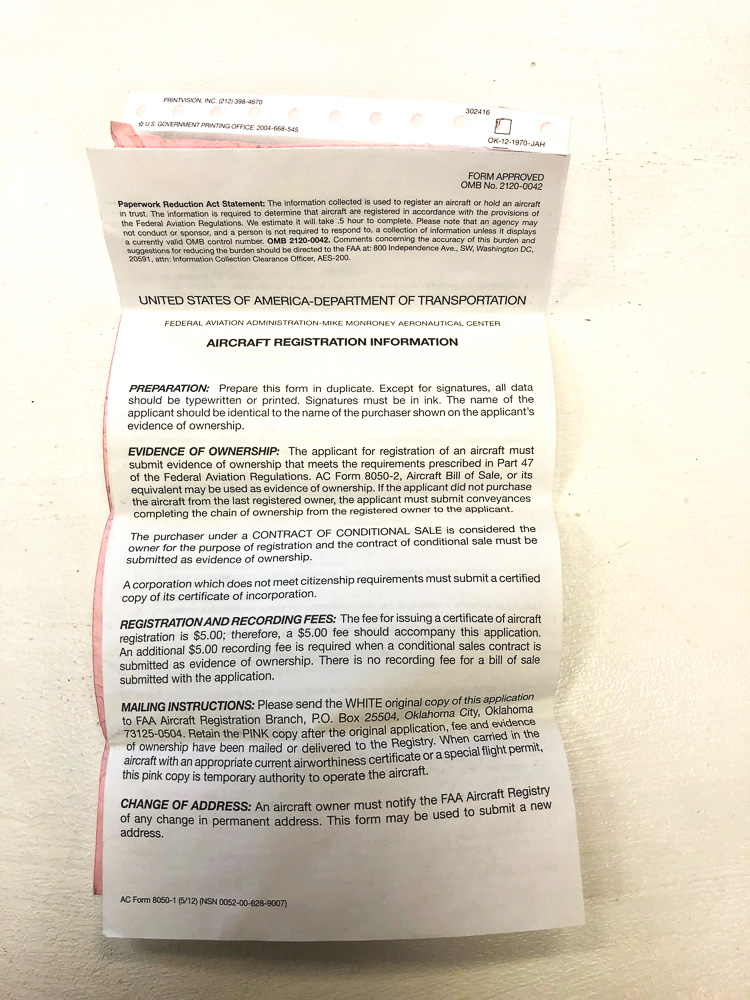 PRINTVISION, INC. (212) 398-4670
302416
☆ U.S. GOVERNMENT PRINTING OFFICE: 2004-668-545
OK-12-1970-JAH
FORM APPROVED
OMB No. 2120-0042
Paperwork Reduction Act Statement: The information collected is used to register an aircraft or hold an aircraft
in trust. The information is required to determine that aircraft are registered in accordance with the provisions of
the Federal Aviation Regulations. We estimate it will take .5 hour to complete. Please note that an agency may
not conduct or sponsor, and a person is not required to respond to, a collection of information unless it displays
a currently valid OMB control number. OMB 2120-0042. Comments concerning the accuracy of this burden and
suggestions for reducing the burden should be directed to the FAA at: 800 Independence Ave., SW, Washington DC,
20591, attn: Information Collection Clearance Officer, AES-200.
UNITED STATES OF AMERICA-DEPARTMENT OF TRANSPORTATION
FEDERAL AVIATION ADMINISTRATION-MIKE MONRONEY AERONAUTICAL CENTER
AIRCRAFT REGISTRATION INFORMATION
PREPARATION: Prepare this form in duplicate. Except for signatures, all data
should be typewritten or printed. Signatures must be in ink. The name of the
applicant should be identical to the name of the purchaser shown on the applicant's
evidence of ownership.
EVIDENCE OF OWNERSHIP: The applicant for registration of an aircraft must
submit evidence of ownership that meets the requirements prescribed in Part 47
of the Federal Aviation Regulations. AC Form 8050-2, Aircraft Bill of Sale, or its
equivalent may be used as evidence of ownership. If the applicant did not purchase
the aircraft from the last registered owner, the applicant must submit conveyances
completing the chain of ownership from the registered owner to the applicant.
The purchaser under a CONTRACT OF CONDITIONAL SALE is considered the
owner for the purpose of registration and the contract of conditional sale must be
submitted as evidence of ownership.
A corporation which does not meet citizenship requirements must submit a certified
copy of its certificate of incorporation.
REGISTRATION AND RECORDING FEES: The fee for issuing a certificate of aircraft
registration is $5.00; therefore, a $5.00 fee should accompany this application.
An additional $5.00 recording fee is required when a conditional sales contract is
submitted as evidence of ownership. There is no recording fee for a bill of sale
submitted with the application.
MAILING INSTRUCTIONS: Please send the WHITE original copy of this application
to FAA Aircraft Registration Branch, P.O. Box 25504, Oklahoma City, Oklahoma
73125-0504. Retain the PINK copy after the original application, fee and evidence
of ownership have been mailed or delivered to the Registry. When carried in the
aircraft with an appropriate current airworthiness certificate or a special flight permit,
this pink copy is temporary authority to operate the aircraft.
CHANGE OF ADDRESS: An aircraft owner must notify the FAA Aircraft Registry
of any change in permanent address. This form may be used to submit a new
address.
AC Form 8050-1 (5/12) (NSN 0052-00-628-9007)